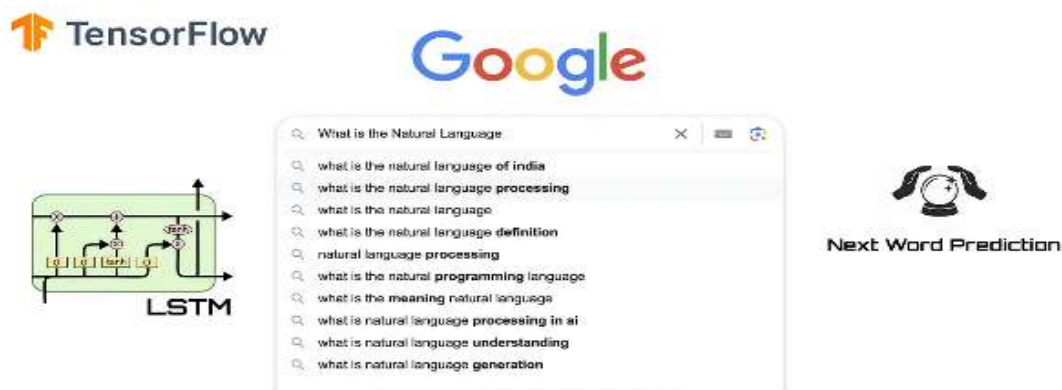 TensorFlow
Google
What is the Natural Language
what is the natural language of india
what is the natural language processing
what is the natural language
what is the natural language definition
natural language processing
what is the natural programming language
what is the meaning natural language
what is natural language processing in ai
what is natural language understanding
what is natural language generation
tanh
σ σ tanh σ
LSTM
Next Word Prediction